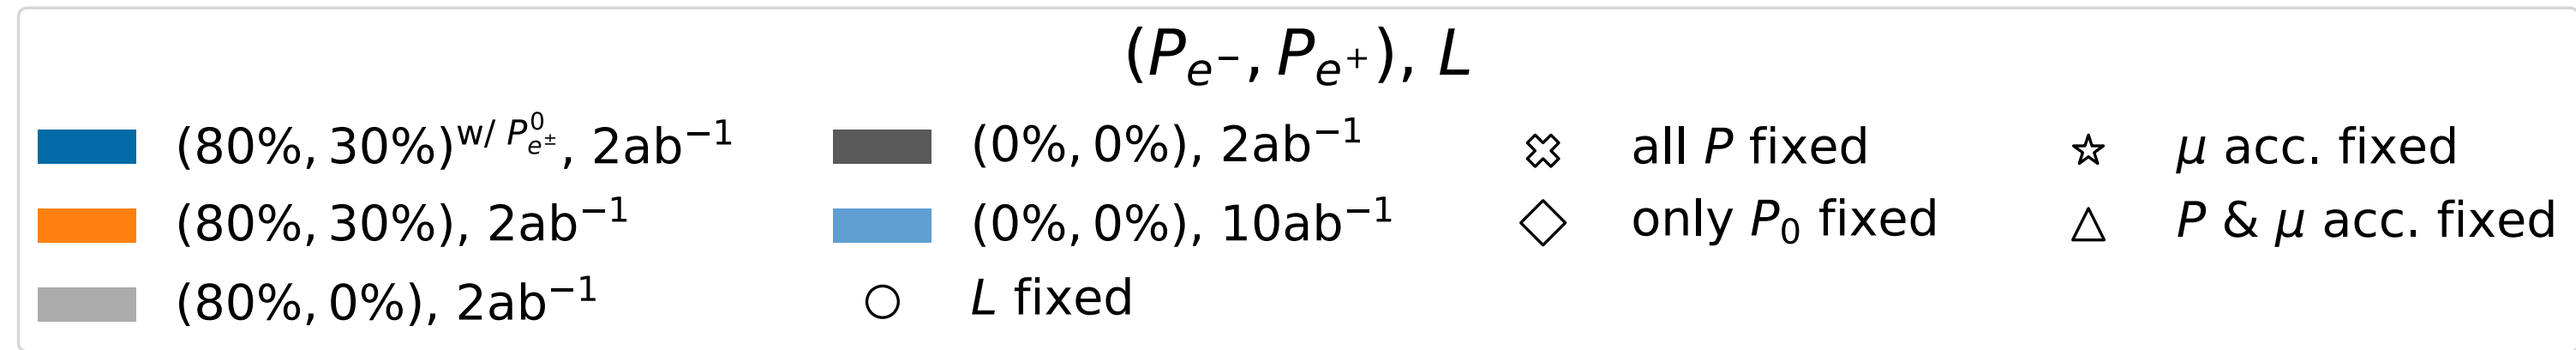 (P_{e^-}, P_{e^+}), L
(80%, 30%)^{w/ P^0_{e^±}}, 2ab^{−1}
(80%, 30%), 2ab^{−1}
(80%, 0%), 2ab^{−1}
(0%, 0%), 2ab^{−1}
(0%, 0%), 10ab^{−1}
L fixed
all P fixed
only P_0 fixed
μ acc. fixed
P & μ acc. fixed